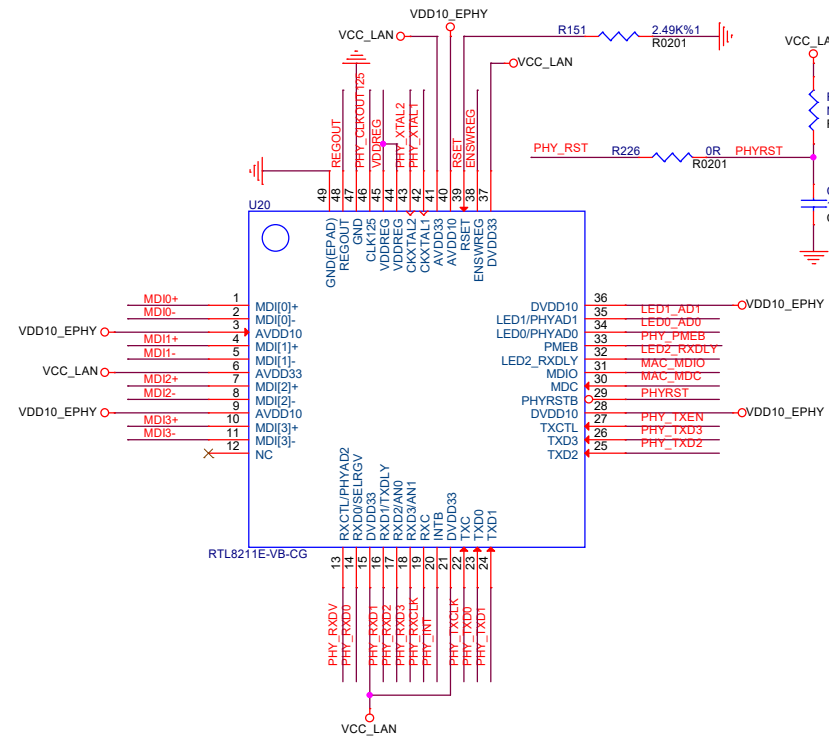 VDD10_EPHY
VCC_LAN
R151
2.49K%1
R0201
VCC_LA
VCC_LAN
REGOUT
PHY_CLKOUT125
VDDREG
PHY_XTAL2
PHY_XTAL1
RSET
ENSWREG
PHY_RST
R226
0R
R0201
PHYRST
49
48
47
46
45
44
43
42
41
40
39
38
37
U20
GND(EPAD)
REGOUT
GND
CLK125
VDDREG
VDDREG
CKXTAL2
CKXTAL1
AVDD33
AVDD10
RSET
ENSWREG
DVDD33
MDI0+ 1 MDI[0]+
MDI0- 2 MDI[0]-
VDD10_EPHY 3 AVDD10
MDI1+ 4 MDI[1]+
MDI1- 5 MDI[1]-
VCC_LAN 6 AVDD33
MDI2+ 7 MDI[2]+
MDI2- 8 MDI[2]-
VDD10_EPHY 9 AVDD10
MDI3+ 10 MDI[3]+
MDI3- 11 MDI[3]-
12 NC
DVDD10 36 VDD10_EPHY
LED1/PHYAD1 35 LED1_AD1
LED0/PHYAD0 34 LED0_AD0
PMEB 33 PHY_PMEB
LED2_RXDLY 32 LED2_RXDLY
MDIO 31 MAC_MDIO
MDC 30 MAC_MDC
PHYRSTB 29 PHYRST
DVDD10 28 VDD10_EPHY
TXCTL 27 PHY_TXEN
TXD3 26 PHY_TXD3
TXD2 25 PHY_TXD2
RXCTL/PHYAD2
RXD0/SELRGV
DVDD33
RXD1/TXDLY
RXD2/AN0
RXD3/AN1
RXC
INTB
DVDD33
TXC
TXD0
TXD1
RTL8211E-VB-CG
13
14
15
16
17
18
19
20
21
22
23
24
PHY_RXDV
PHY_RXD0
PHY_RXD1
PHY_RXD2
PHY_RXD3
PHY_RXCLK
PHY_INT
PHY_TXCLK
PHY_TXD0
PHY_TXD1
VCC_LAN